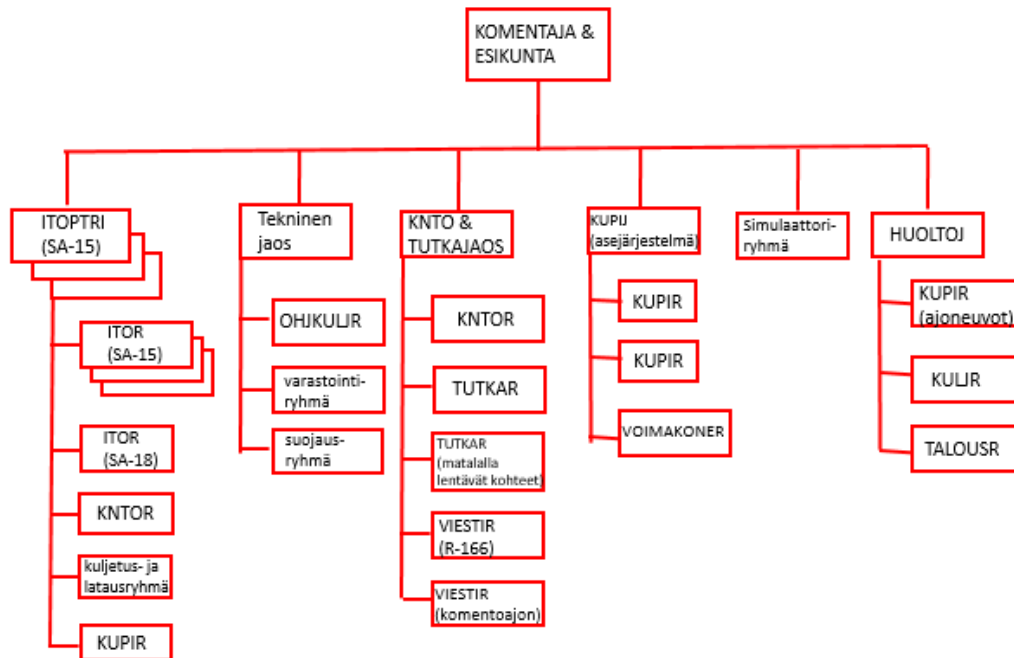 KOMENTAJA &
ESIKUNTA
ITOPTRI
(SA-15)
ITOR
(SA-15)
ITOR
(SA-18)
KNTOR
kuljetus- ja
latausryhmä
KUPIR
Tekninen
jaos
OHJKULJR
varastointi-
ryhmä
suojaus-
ryhmä
KNTO &
TUTKAJAOS
KNTOR
TUTKAR
TUTKAR
(matalalla
lentävät kohteet)
VIESTIR
(R-166)
VIESTIR
(komentoajon)
KUPIJ
(asejärjestelmä)
KUPIR
KUPIR
VOIMAKONER
Simulaattori-
ryhmä
HUOLTOJ
KUPIR
(ajoneuvot)
KULJR
TALOUSR